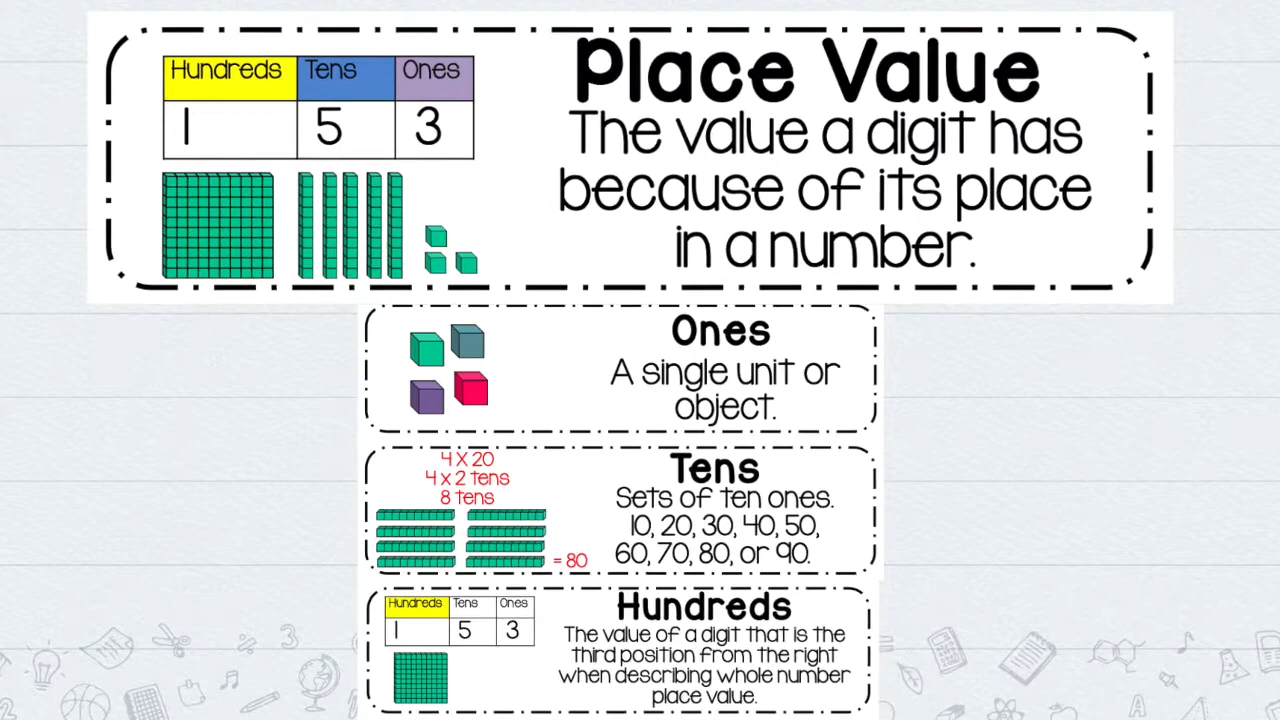 Hundreds Tens Ones
1 5 3
Place Value
The value a digit has
because of its place
in a number.
Ones
A single unit or
object.
4 X 20
4 x 2 tens
8 tens
= 80
Tens
Sets of ten ones.
10, 20, 30, 40, 50,
60, 70, 80, or 90.
Hundreds Tens Ones
1 5 3
Hundreds
The value of a digit that is the
third position from the right
when describing whole number
place value.